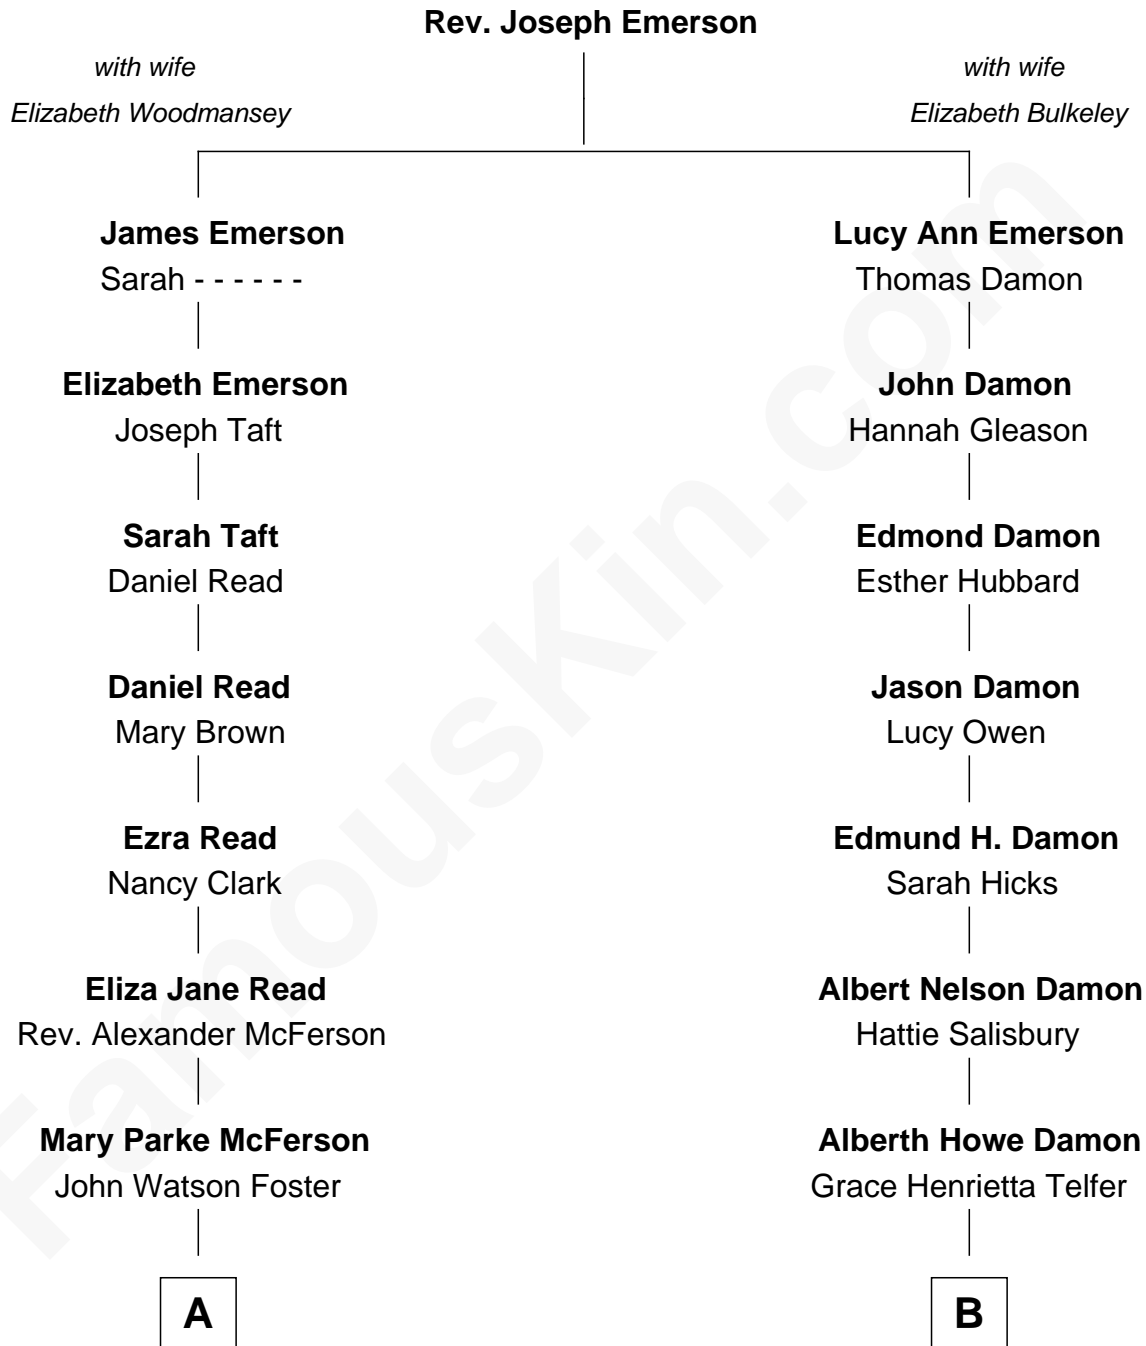 Rev. Joseph Emerson
with wife
Elizabeth Woodmansey
with wife
Elizabeth Bulkeley
James Emerson
Sarah - - - - - -
Lucy Ann Emerson
Thomas Damon
Elizabeth Emerson
Joseph Taft
John Damon
Hannah Gleason
Sarah Taft
Daniel Read
Edmond Damon
Esther Hubbard
Daniel Read
Mary Brown
Jason Damon
Lucy Owen
Ezra Read
Nancy Clark
Edmund H. Damon
Sarah Hicks
Eliza Jane Read
Rev. Alexander McFerson
Albert Nelson Damon
Hattie Salisbury
Mary Parke McFerson
John Watson Foster
Alberth Howe Damon
Grace Henrietta Telfer
A
B
FamousKin.com